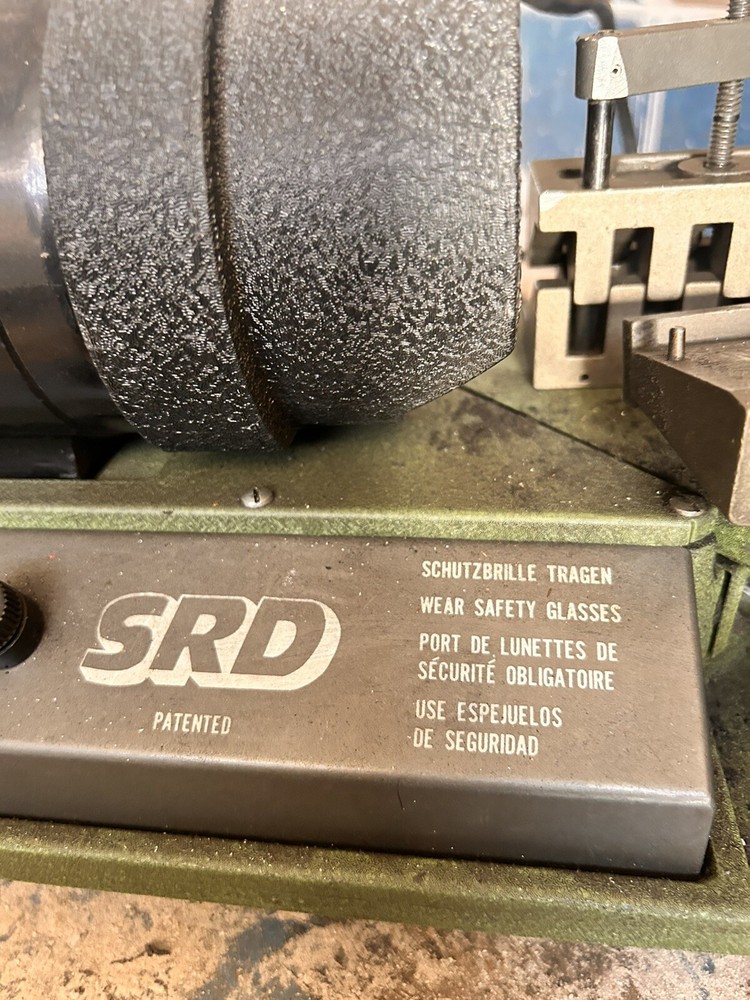 SRD
PATENTED
SCHUTZBRILLE TRAGEN
WEAR SAFETY GLASSES
PORT DE LUNETTES DE
SÉCURITÉ OBLIGATOIRE
USE ESPEJUELOS
DE SEGURIDAD